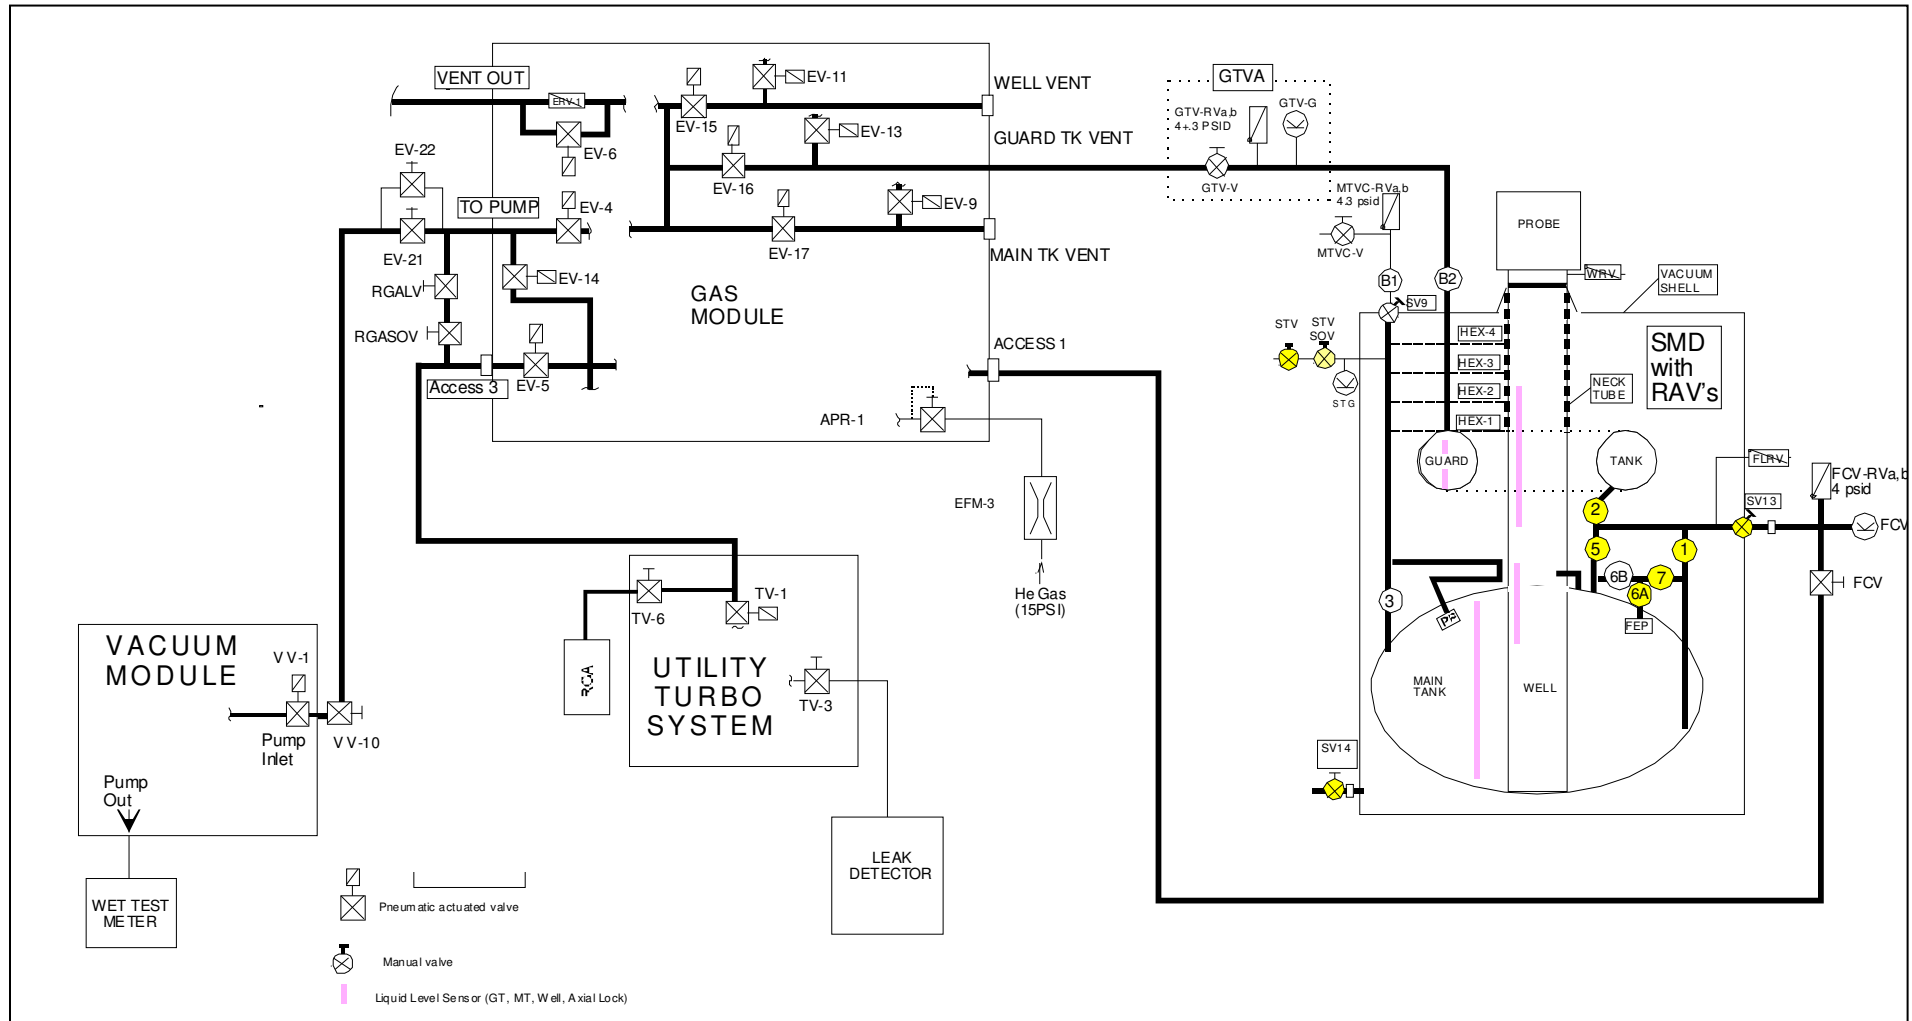 VENT OUT
ERV-1
EV-6
EV-22
EV-21
TO PUMP
EV-4
EV-14
RGALV
RGASOV
Access 3
EV-5
EV-15
EV-11
EV-16
EV-13
EV-17
EV-9
GAS
MODULE
WELL VENT
GUARD TK VENT
MAIN TK VENT
ACCESS 1
APR-1
EFM-3
He Gas
(15PSI)
GTVA
GTV-RVa,b
4+.3 PSID
GTV-G
GTV-V
MTVC-RVa,b
4.3 psid
MTVC-V
B1
B2
SV9
STV
STV
SOV
STG
HEX-4
HEX-3
HEX-2
HEX-1
PROBE
WRV
VACUUM
SHELL
SMD
with
RAV's
NECK
TUBE
GUARD
TANK
FLRV
FCV-RVa,b
4 psid
SV13
FCV
FCV
2
5
1
6B
7
6A
FEP
3
MAIN
TANK
WELL
SV14
VACUUM
MODULE
VV-1
Pump
Inlet
VV-10
Pump
Out
WET TEST
METER
TV-6
TV-1
RGA
UTILITY
TURBO
SYSTEM
TV-3
LEAK
DETECTOR
Pneumatic actuated valve
Manual valve
Liquid Level Sensor (GT, MT, Well, Axial Lock)